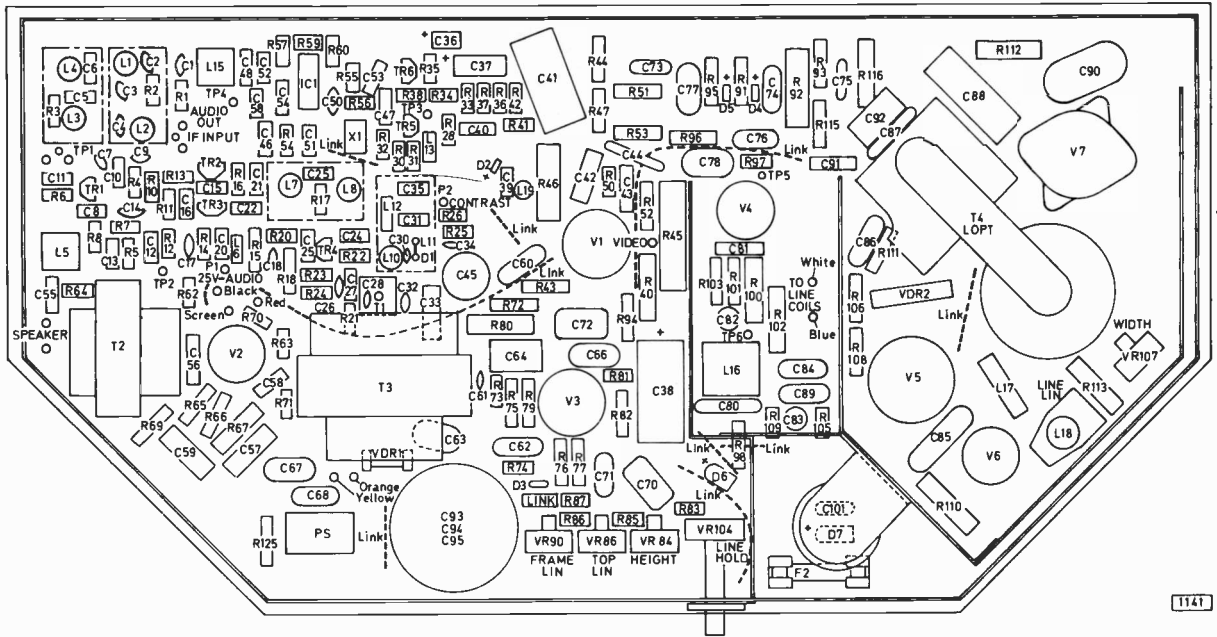 R57 R59 R60 C36 R112
L4 C6 L1 C2 C1 L15 C48 C52 IC1 R55 C53 TR6 R35 C37 C41 R44 C73 C77 R95 R91 C74 R92 R93 C75 R116 C88 C90
R3 C5 L3 C3 R2 R1 TP4 58 C54 C50 R56 C47 R38 R34 R33 R37 R36 C42 R47 R51 D5 D4 C92
L2 AUDIO OUT IF INPUT C46 R54 C51 X1 TP3 TR5 R28 C40 R41 R53 R96 C76 R115 C87
TP1 C7 C9 TR2 Link R32 R30 R31 L13 D2 C44 C78 R97 Link C91 V7
C11 R6 C10 R4 R10 R13 C15 R16 C21 C25 L7 L8 R17 C35 P2 CONTRAST C39 L19 R46 C42 R50 C43 TP5
TR1 C8 C14 R11 C16 TR3 C22 L12 C31 R26 R52 R45 V4 T4 LOPT
L5 R8 R7 C13 R5 C12 R12 C17 R14 C20 L6 R15 R20 C25 TR4 C24 R22 C30 L10 L11 D1 R25 C34 Link V1 VIDEO C81 C86 R111
C55 R64 TP2 P1 25V-AUDIO C18 R18 R23 R24 C27 C28 C32 C45 C60 Link R43 R40 R103 R101 R100 White TO LINE COILS
R62 Black Red Screen R70 C26 R21 T1 C33 R72 R94 C82 R102 Blue R106 VDR2 Link
SPEAKER T2 C56 V2 R63 R80 C72 TP6 WIDTH VR107
T3 C64 C66 C38 L16 C84 R108 V5 L17 LINE LIN R113
R65 R66 C58 R71 C61 R73 R75 R79 V3 R81 R82 C80 C89 R109 C83 R105 L18
R69 C59 R67 C57 VDR1 C63 C62 R76 R77 Link R98 Link C85 V6
C67 Orange Yellow R74 D3 C71 C70 D6 Link R110
C68 C93 C94 C95 LINK R87 R83 C101
R125 PS Link R86 R85 VR104 D7
VR90 VR86 VR84 LINE HOLD
FRAME LIN TOP LIN HEIGHT F2
1141